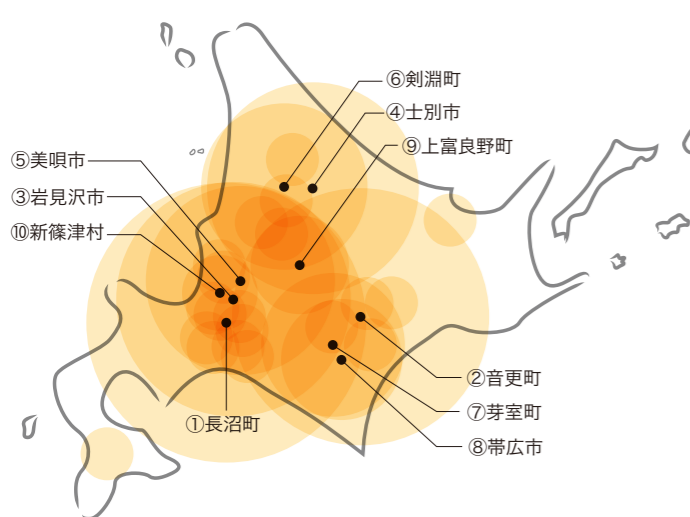 ⑥剣淵町
④士別市
⑨上富良野町
⑤美唄市
③岩見沢市
⑩新篠津村
②音更町
⑦芽室町
①長沼町
⑧帯広市